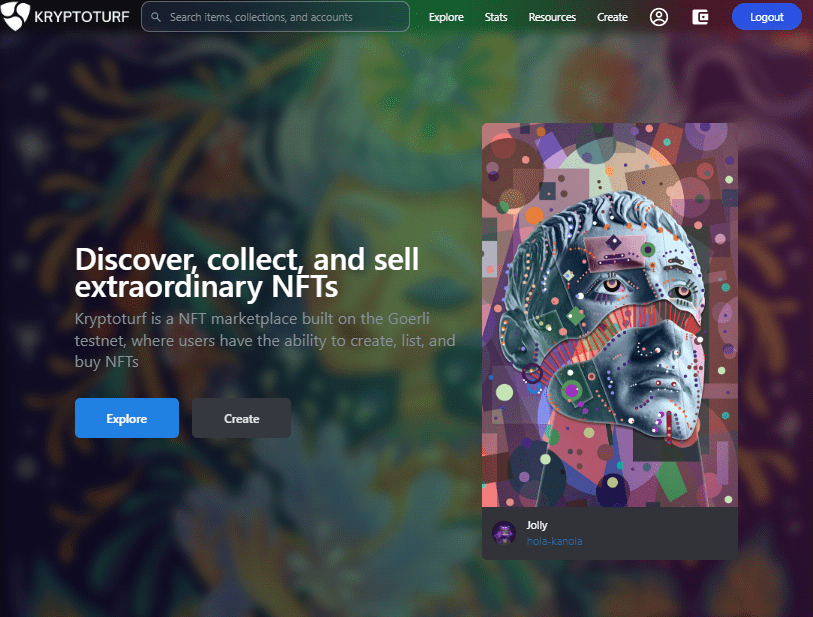 KRYPTOTURF
Search items, collections, and accounts
Explore
Stats
Resources
Create
Logout
Discover, collect, and sell
extraordinary NFTs
Kryptoturf is a NFT marketplace built on the Goerli
testnet, where users have the ability to create, list, and
buy NFTs
Explore
Create
Jolly
hola-kanola